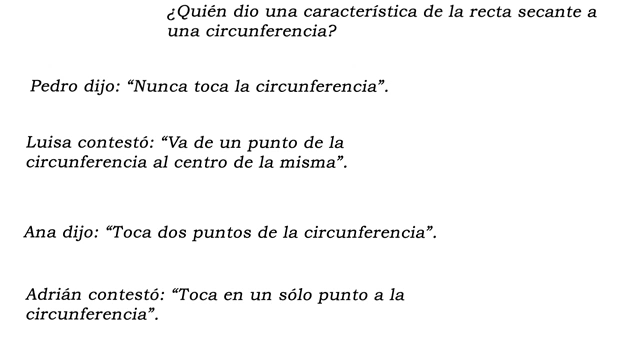 ¿Quién dio una característica de la recta secante a
una circunferencia?
Pedro dijo: “Nunca toca la circunferencia”.
Luisa contestó: “Va de un punto de la
circunferencia al centro de la misma”.
Ana dijo: “Toca dos puntos de la circunferencia”.
Adrián contestó: “Toca en un sólo punto a la
circunferencia”.